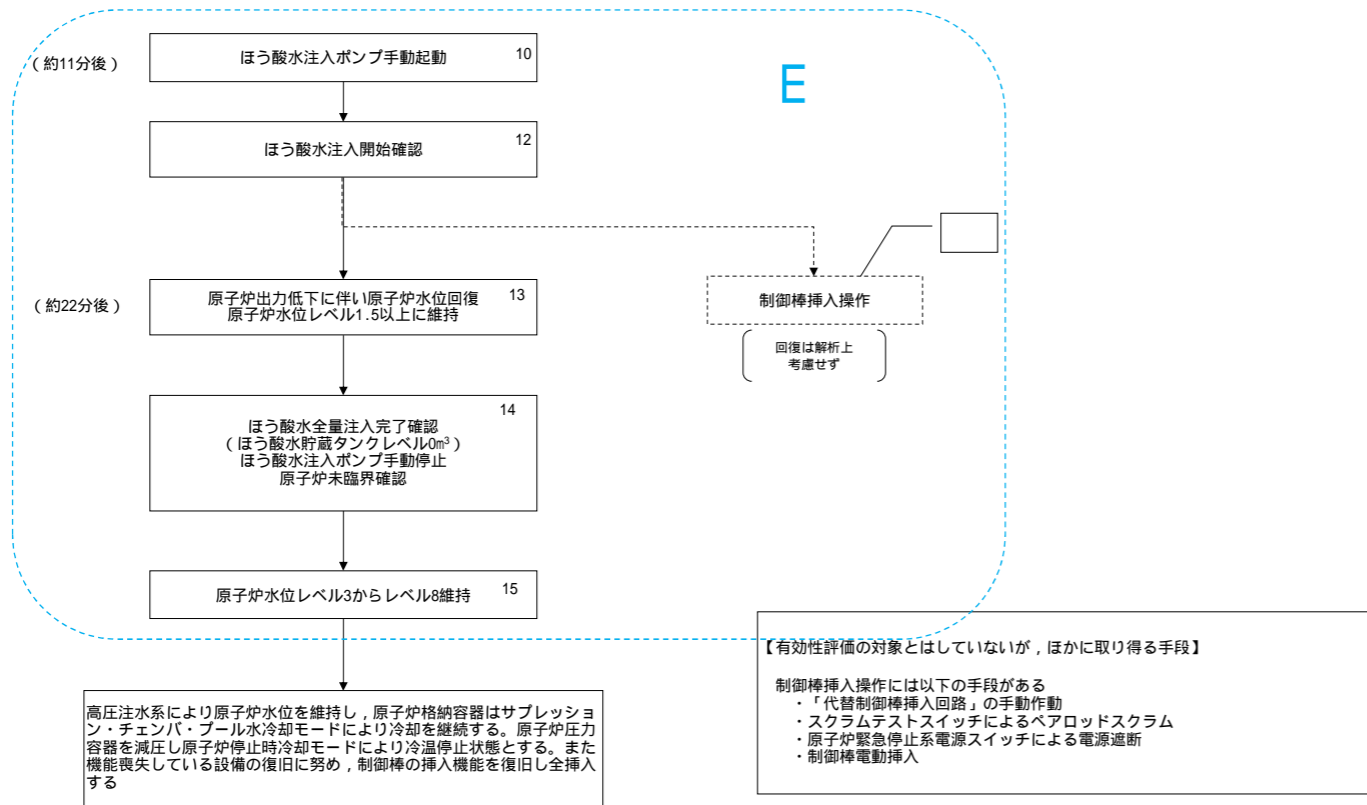 (約11分後)
ほう酸水注入ポンプ手動起動
10
E
ほう酸水注入開始確認
12
(約22分後)
原子炉出力低下に伴い原子炉水位回復
原子炉水位レベル1.5以上に維持
13
制御棒挿入操作
回復は解析上
考慮せず
ほう酸水全量注入完了確認
(ほう酸水貯蔵タンクレベル0m³)
ほう酸水注入ポンプ手動停止
原子炉未臨界確認
14
原子炉水位レベル3からレベル8維持
15
高圧注水系により原子炉水位を維持し,原子炉格納容器はサプレッショ
ン・チェンバ・プール水冷却モードにより冷却を継続する。原子炉圧力
容器を減圧し原子炉停止時冷却モードにより冷温停止状態とする。また
機能喪失している設備の復旧に努め,制御棒の挿入機能を復旧し全挿入
する
【有効性評価の対象とはしていないが,ほかに取り得る手段】
制御棒挿入操作には以下の手段がある
・「代替制御棒挿入回路」の手動作動
・スクラムテストスイッチによるペアロッドスクラム
・原子炉緊急停止系電源スイッチによる電源遮断
・制御棒電動挿入